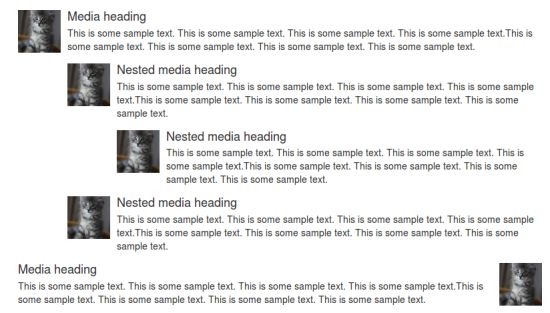 Media heading
This is some sample text. This is some sample text. This is some sample text. This is some sample text.This is
some sample text. This is some sample text. This is some sample text. This is some sample text.
Nested media heading
This is some sample text. This is some sample text. This is some sample text. This is some sample
text.This is some sample text. This is some sample text. This is some sample text. This is some
sample text.
Nested media heading
This is some sample text. This is some sample text. This is some sample text. This is
some sample text.This is some sample text. This is some sample text. This is some
sample text. This is some sample text.
Nested media heading
This is some sample text. This is some sample text. This is some sample text. This is some sample
text.This is some sample text. This is some sample text. This is some sample text. This is some
sample text.
Media heading
This is some sample text. This is some sample text. This is some sample text. This is some sample text.This is
some sample text. This is some sample text. This is some sample text. This is some sample text.